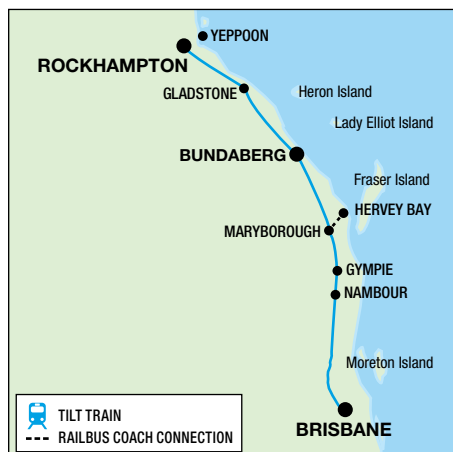 YEPPOON
ROCKHAMPTON
GLADSTONE
Heron Island
Lady Elliot Island
BUNDABERG
Fraser Island
HERVEY BAY
MARYBOROUGH
GYMPIE
NAMBOUR
Moreton Island
BRISBANE
TILT TRAIN
RAILBUS COACH CONNECTION